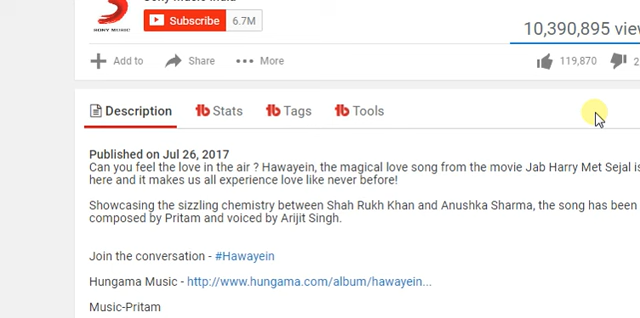 SONY MUSIC
Subscribe 6.7M
10,390,895
Add to Share More 119,870
Description Stats Tags Tools
Published on Jul 26, 2017
Can you feel the love in the air ? Hawayein, the magical love song from the movie Jab Harry Met Sejal is
here and it makes us all experience love like never before!
Showcasing the sizzling chemistry between Shah Rukh Khan and Anushka Sharma, the song has been
composed by Pritam and voiced by Arijit Singh.
Join the conversation - #Hawayein
Hungama Music - http://www.hungama.com/album/hawayein...
Music-Pritam